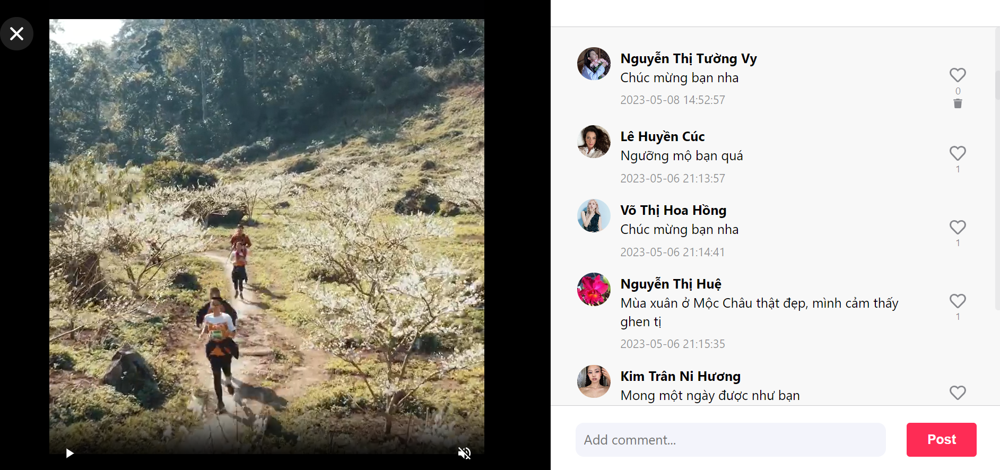 Nguyễn Thị Tường Vy
Chúc mừng bạn nha
2023-05-08 14:52:57
0
Lê Huyền Cúc
Ngưỡng mộ bạn quá
2023-05-06 21:13:57
1
Võ Thị Hoa Hồng
Chúc mừng bạn nha
2023-05-06 21:14:41
1
Nguyễn Thị Huệ
Mùa xuân ở Mộc Châu thật đẹp, mình cảm thấy
ghen tị
2023-05-06 21:15:35
1
Kim Trân Ni Hương
Mong một ngày được như bạn
Add comment...
Post